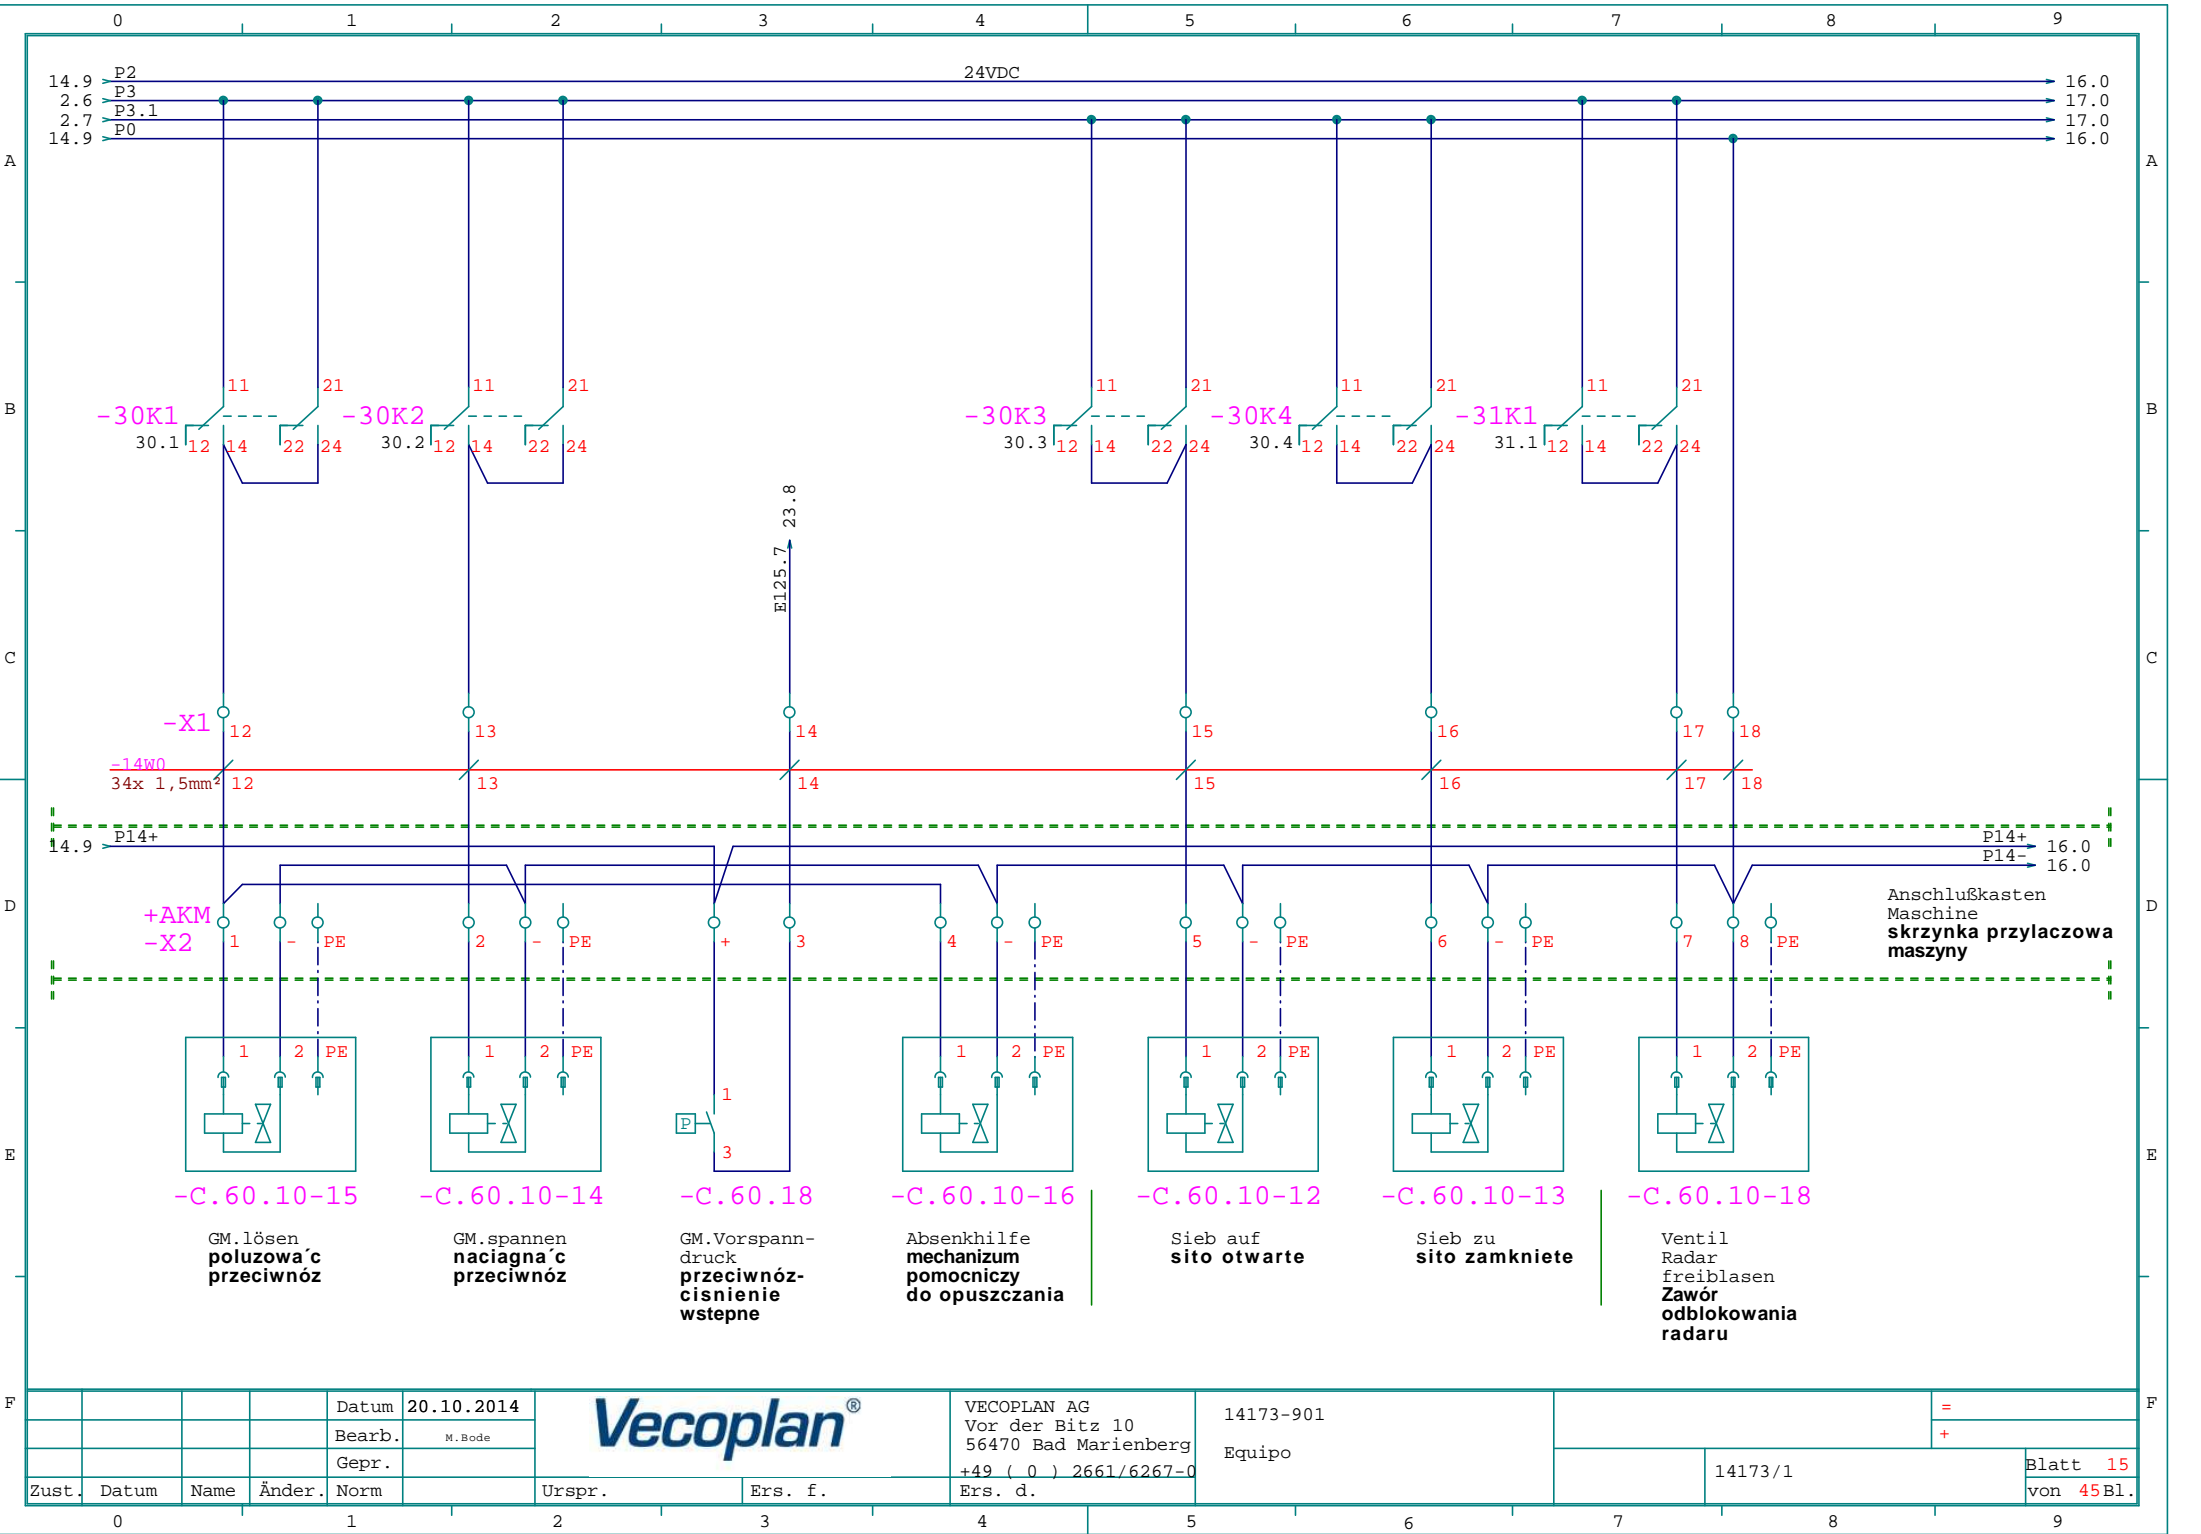 0 1 2 3 4 5 6 7 8 9
14.9 P2 24VDC 16.0
2.6 P3 17.0
2.7 P3.1 17.0
14.9 P0 16.0
A A
11 21 11 21 11 21 11 21 11 21
B -30K1 -30K2 -30K3 -30K4 -31K1 B
30.1 12 14 22 24 30.2 12 14 22 24 30.3 12 14 22 24 30.4 12 14 22 24 31.1 12 14 22 24
E125.7 23.8
C C
-X1 12 13 14 15 16 17 18
-14W0
34x 1,5mm² 12 13 14 15 16 17 18
14.9 P14+ P14+ 16.0
P14- 16.0
D D
+AKM
-X2 1 - PE 2 - PE + 3 4 - PE 5 - PE 6 - PE 7 8 PE
Anschlußkasten
Maschine
skrzynka przylaczowa
maszyny
1 2 PE 1 2 PE 1 2 PE 1 2 PE 1 2 PE 1 2 PE
1
P
3
E E
-C.60.10-15 -C.60.10-14 -C.60.18 -C.60.10-16 -C.60.10-12 -C.60.10-13 -C.60.10-18
GM.lösen
poluzowa´c
przeciwnóz
GM.spannen
naciagna´c
przeciwnóz
GM.Vorspann-
druck
przeciwnóz-
cisnienie
wstepne
Absenkhilfe
mechanizum
pomocniczy
do opuszczania
Sieb auf
sito otwarte
Sieb zu
sito zamkniete
Ventil
Radar
freiblasen
Zawór
odblokowania
radaru
F F
Datum 20.10.2014
Bearb. M.Bode
Gepr.
Zust. Datum Name Änder. Norm
Vecoplan®
Urspr. Ers. f. Ers. d.
VECOPLAN AG
Vor der Bitz 10
56470 Bad Marienberg
+49 ( 0 ) 2661/6267-0
14173-901
Equipo
14173/1
=
+
Blatt 15
von 45 Bl.
0 1 2 3 4 5 6 7 8 9